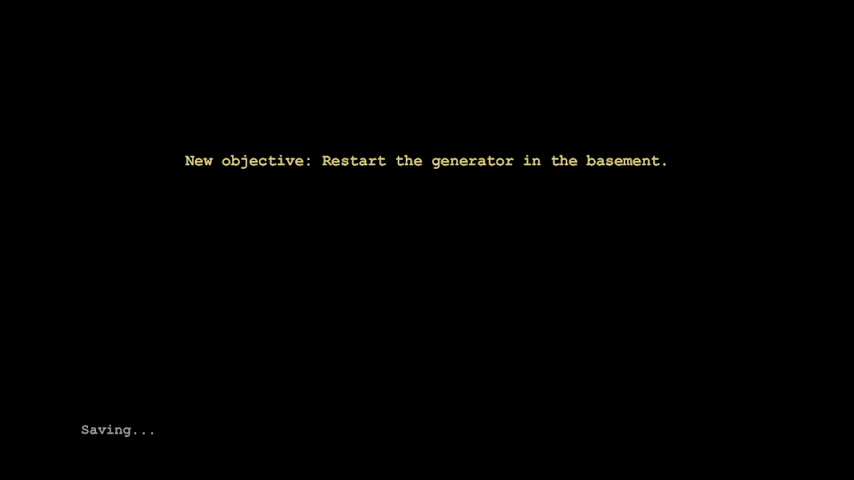 New objective: Restart the generator in the basement.
Saving...